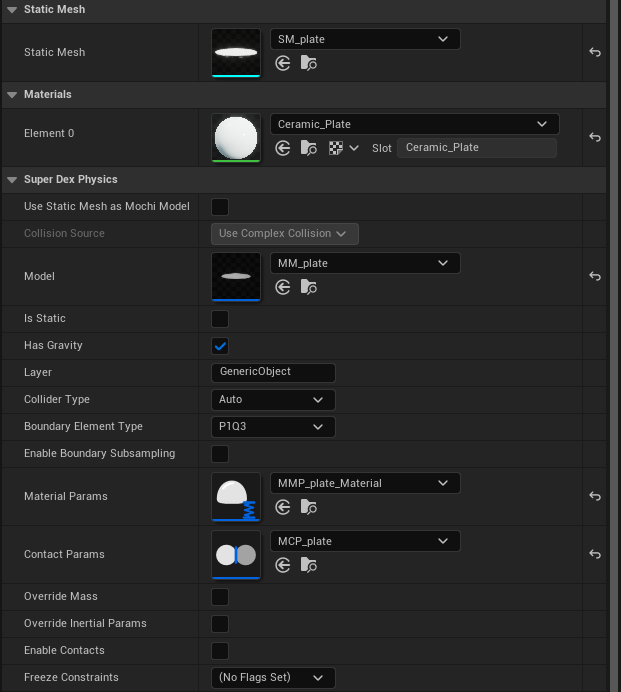 Static Mesh
Static Mesh
SM_plate
Materials
Element 0
Ceramic_Plate
Slot
Ceramic_Plate
Super Dex Physics
Use Static Mesh as Mochi Model
Collision Source
Use Complex Collision
Model
MM_plate
Is Static
Has Gravity
Layer
GenericObject
Collider Type
Auto
Boundary Element Type
P1Q3
Enable Boundary Subsampling
Material Params
MMP_plate_Material
Contact Params
MCP_plate
Override Mass
Override Inertial Params
Enable Contacts
Freeze Constraints
(No Flags Set)